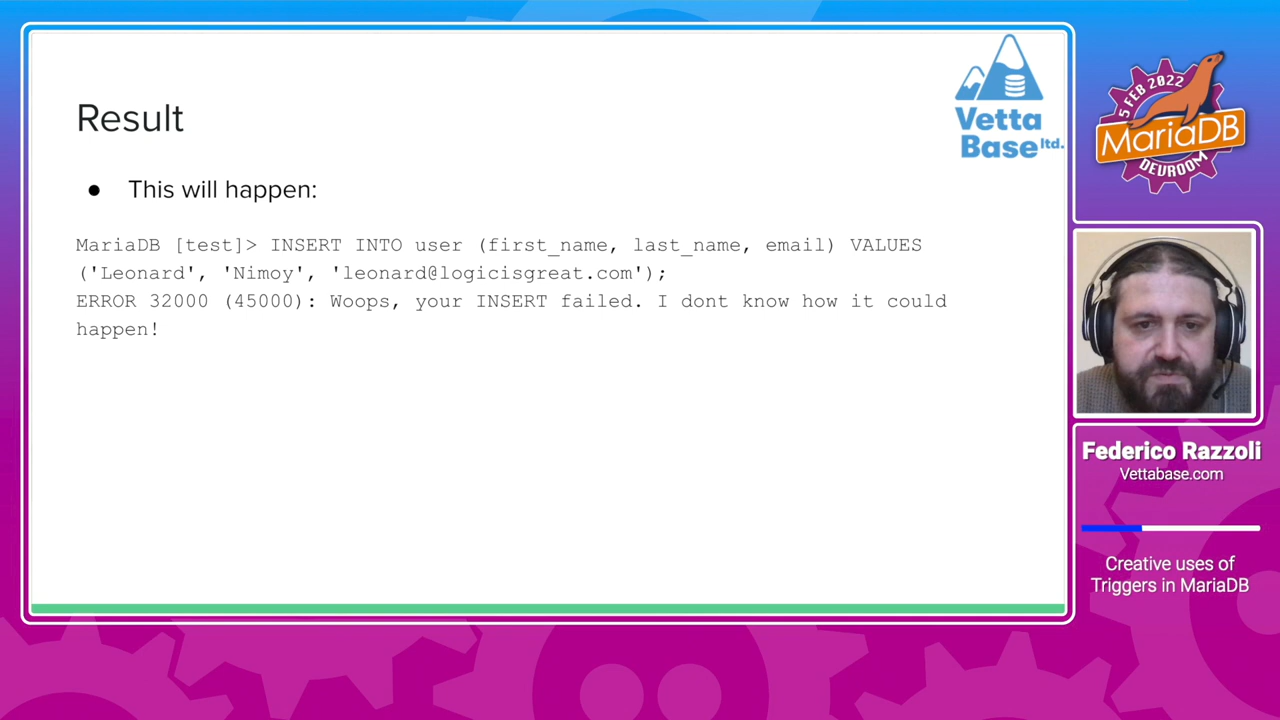 Result
● This will happen:
MariaDB [test]> INSERT INTO user (first_name, last_name, email) VALUES
('Leonard', 'Nimoy', 'leonard@logicisgreat.com');
ERROR 32000 (45000): Woops, your INSERT failed. I dont know how it could
happen!
Vetta
Base ltd.
5 FEB 2022
MariaDB
DEVROOM
Federico Razzoli
Vettabase.com
Creative uses of
Triggers in MariaDB